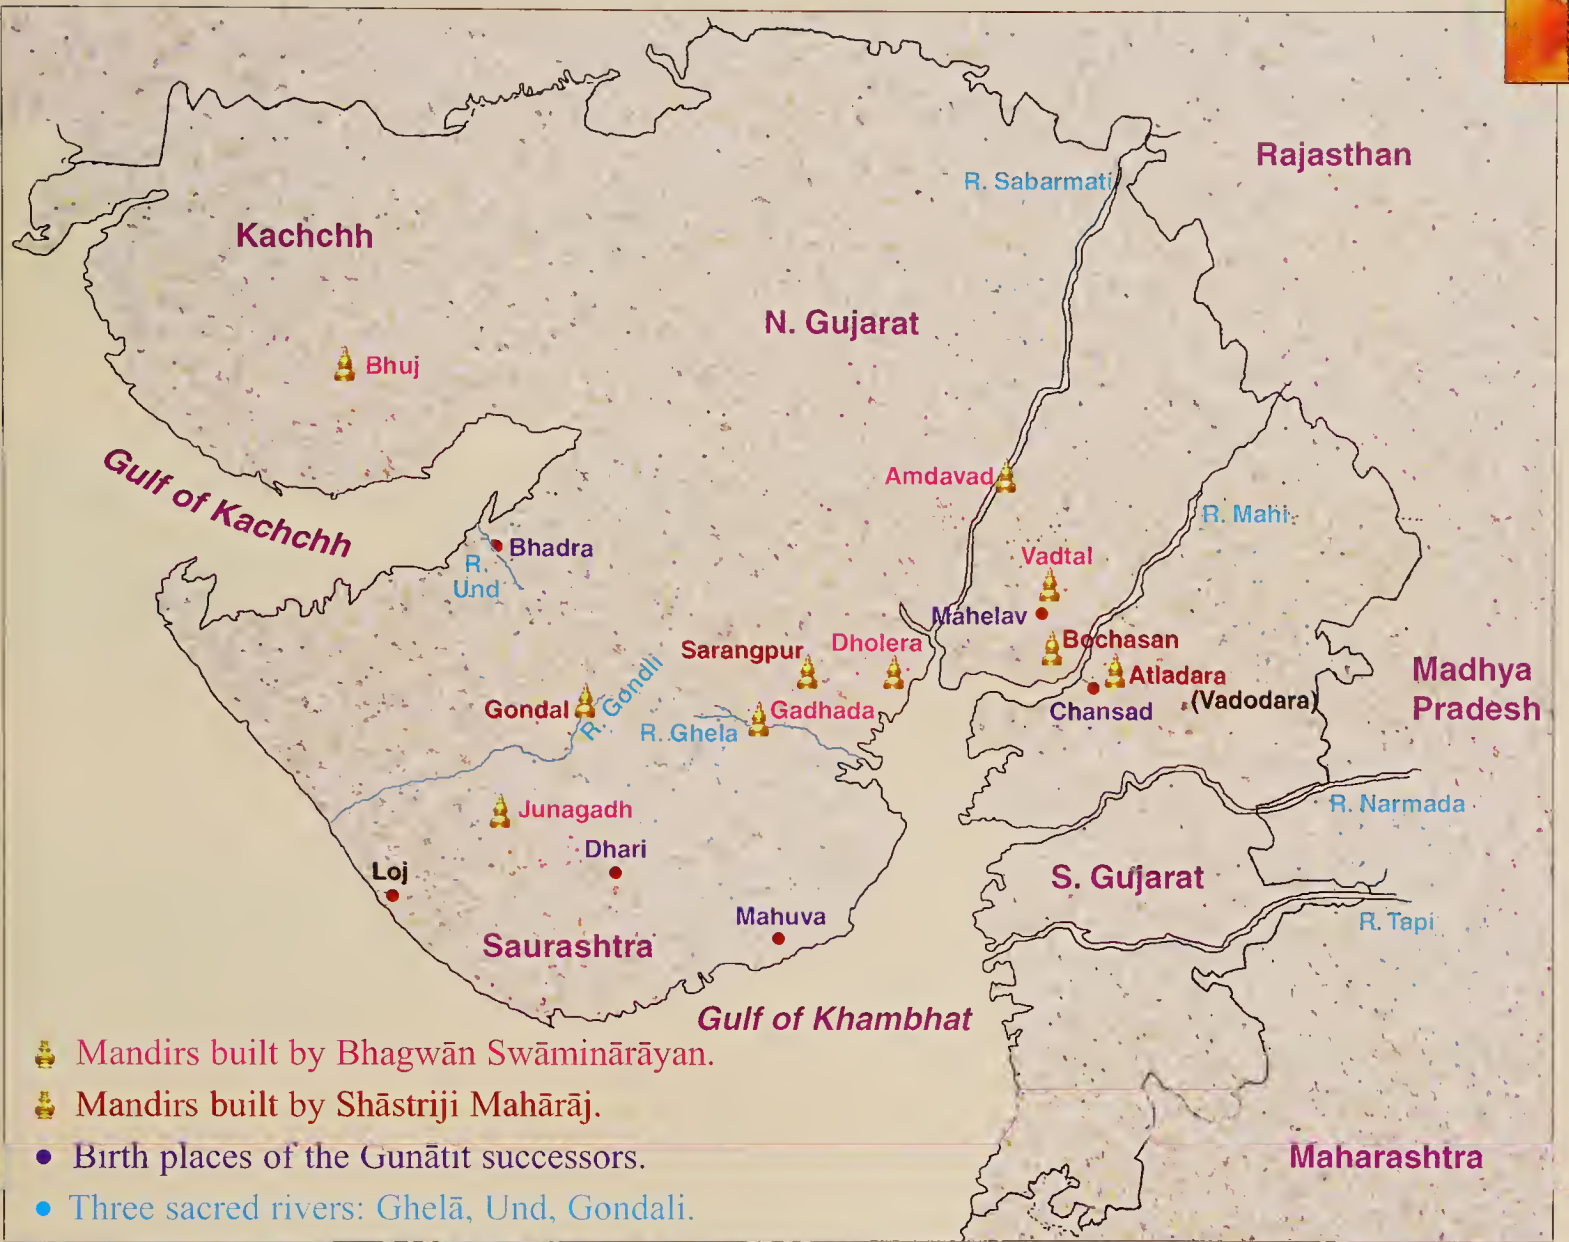 Rajasthan
R. Sabarmati
Kachchh
N. Gujarat
Bhuj
Gulf of Kachchh
Amdavad
R. Mahi
Bhadra
R.
Und
Vadtal
Mahelav
Bochasan
Sarangpur
Dholera
Atladara
(Vadodara)
Madhya
Pradesh
Gondal
R. Gondli
R. Ghela
Gadhada
Chansad
R. Narmada
Junagadh
Dhari
Loj
S. Gujarat
Mahuva
R. Tapi
Saurashtra
Gulf of Khambhat
Mandirs built by Bhagwān Swāminārāyan.
Mandirs built by Shāstriji Mahārāj.
Birth places of the Gunātit successors.
Maharashtra
Three sacred rivers: Ghelā, Und, Gondali.